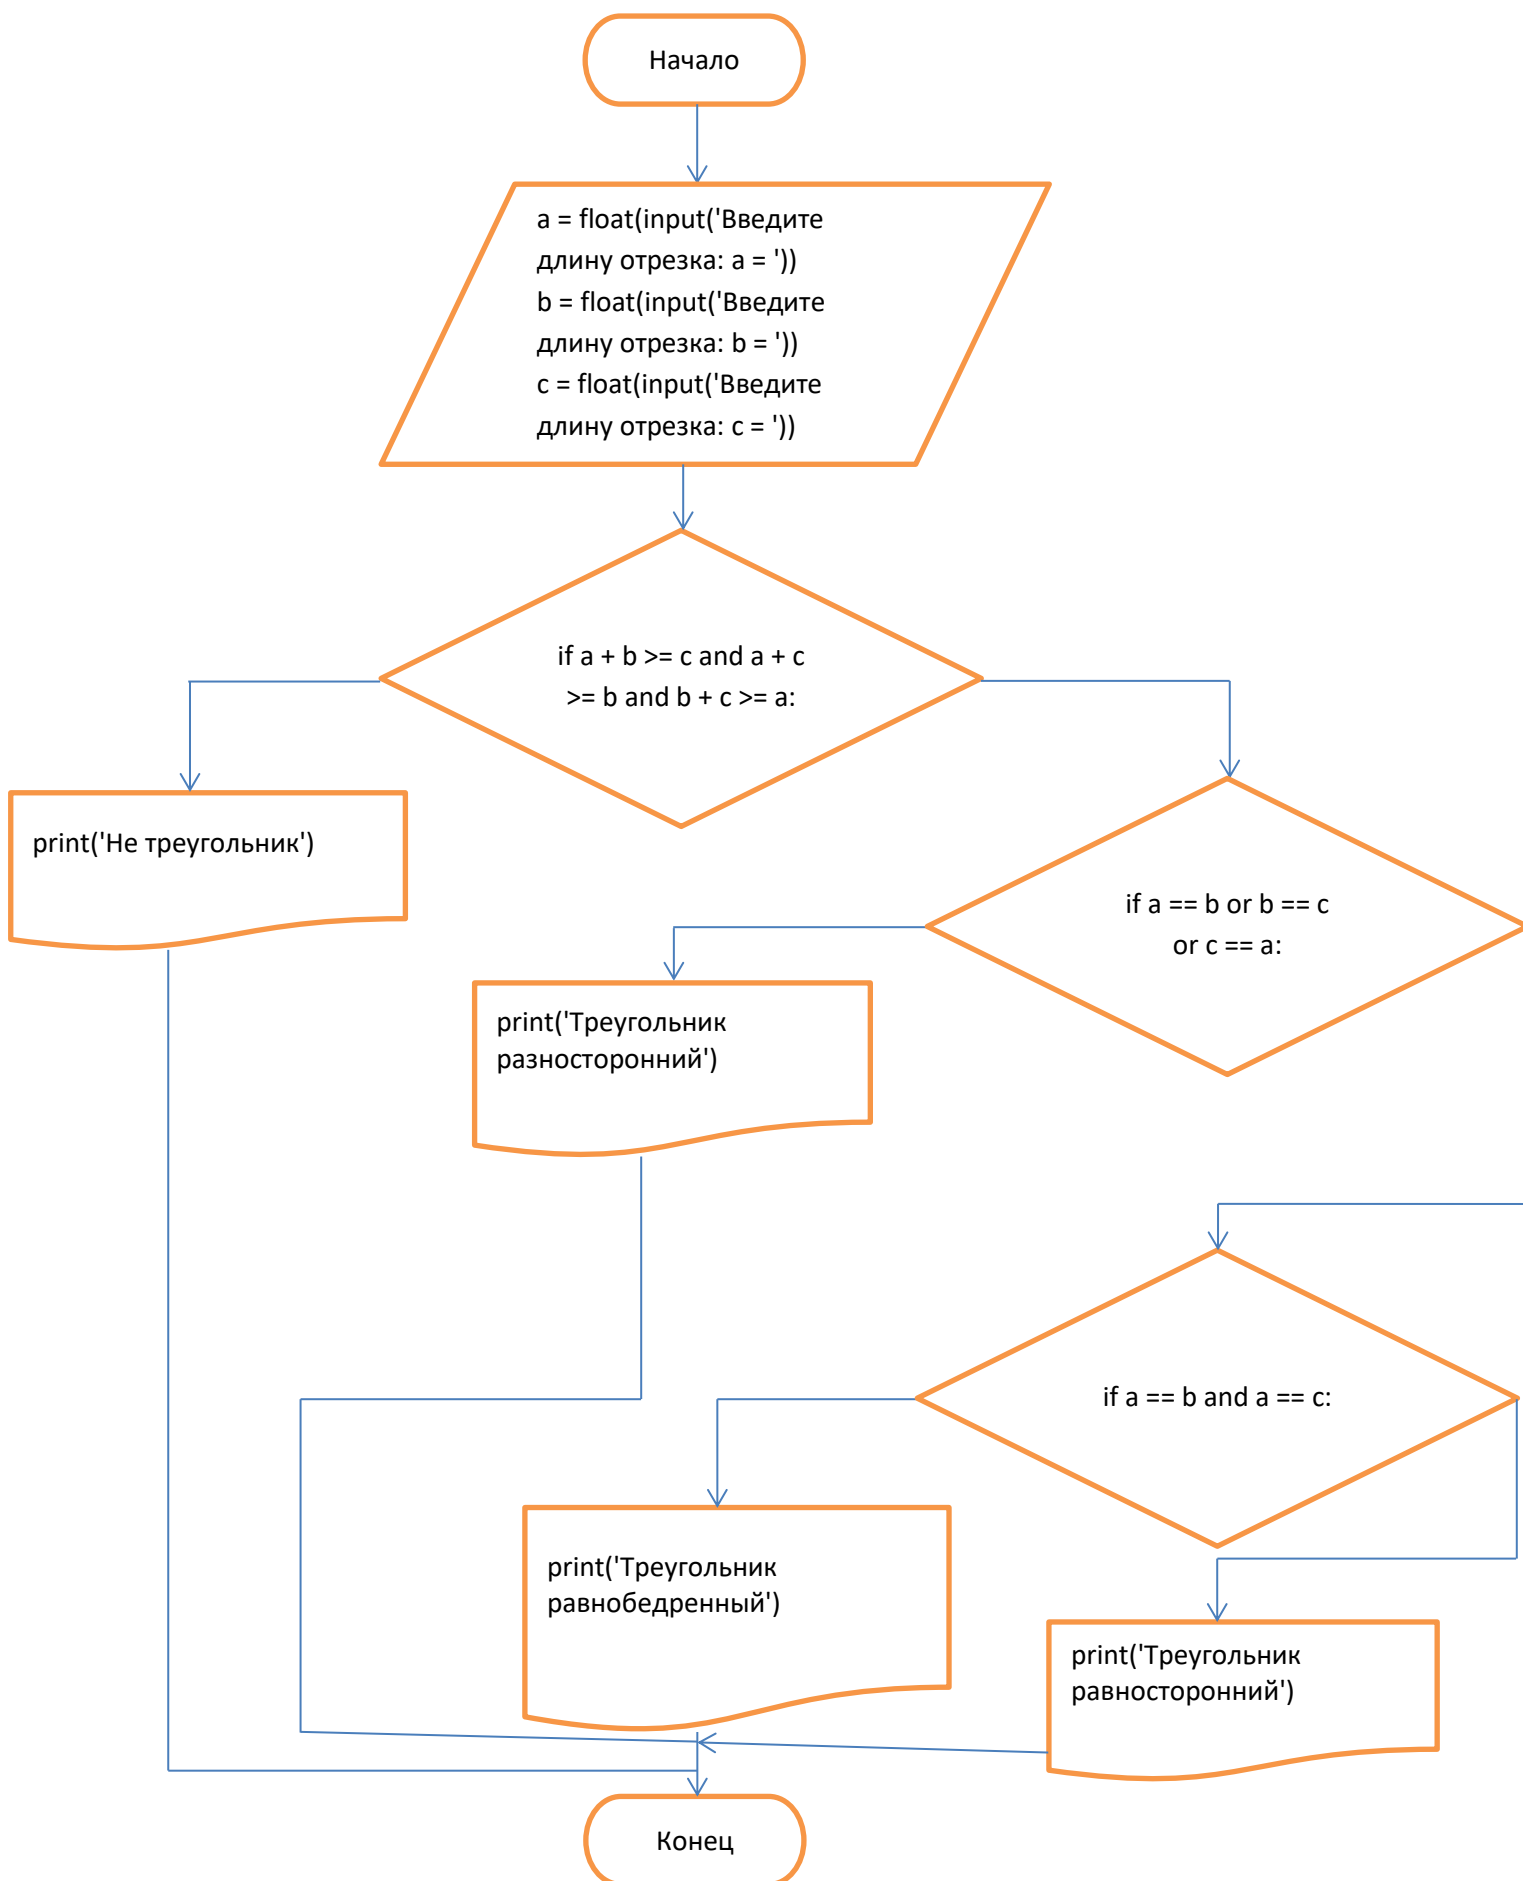 Начало
a = float(input('Введите
длину отрезка: a = '))
b = float(input('Введите
длину отрезка: b = '))
c = float(input('Введите
длину отрезка: c = '))
if a + b >= c and a + c
>= b and b + c >= a:
print('Не треугольник')
if a == b or b == c
or c == a:
print('Треугольник
разносторонний')
if a == b and a == c:
print('Треугольник
равнобедренный')
print('Треугольник
равносторонний')
Конец